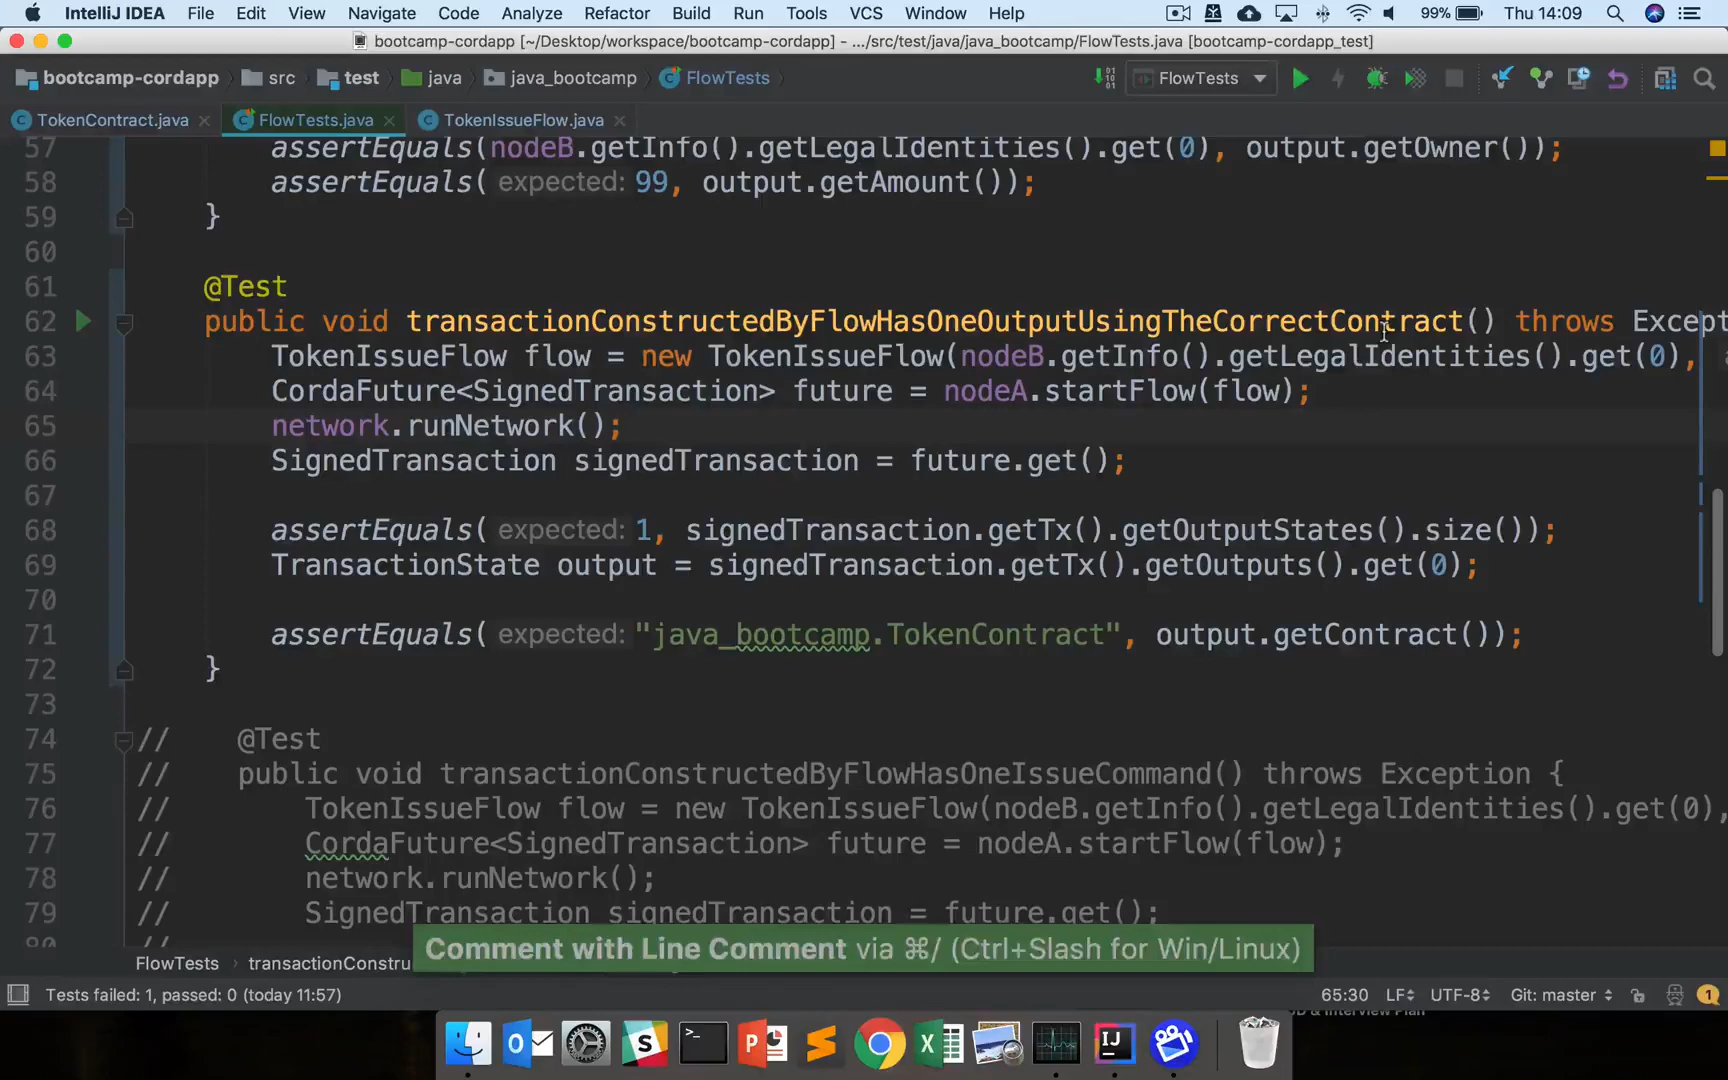 IntelliJ IDEA File Edit View Navigate Code Analyze Refactor Build Run Tools VCS Window Help 99% Thu 14:09
bootcamp-cordapp [~/Desktop/workspace/bootcamp-cordapp] - .../src/test/java/java_bootcamp/FlowTests.java [bootcamp-cordapp_test]
bootcamp-cordapp src test java java_bootcamp FlowTests FlowTests
TokenContract.java FlowTests.java TokenIssueFlow.java
57 assertEquals(nodeB.getInfo().getLegalIdentities().get(0), output.getOwner());
58 assertEquals( expected: 99, output.getAmount());
59 }
60
61 @Test
62 public void transactionConstructedByFlowHasOneOutputUsingTheCorrectContract() throws Except
63 TokenIssueFlow flow = new TokenIssueFlow(nodeB.getInfo().getLegalIdentities().get(0),
64 CordaFuture<SignedTransaction> future = nodeA.startFlow(flow);
65 network.runNetwork();
66 SignedTransaction signedTransaction = future.get();
67
68 assertEquals( expected: 1, signedTransaction.getTx().getOutputStates().size());
69 TransactionState output = signedTransaction.getTx().getOutputs().get(0);
70
71 assertEquals( expected: "java_bootcamp.TokenContract", output.getContract());
72 }
73
74 // @Test
75 // public void transactionConstructedByFlowHasOneIssueCommand() throws Exception {
76 // TokenIssueFlow flow = new TokenIssueFlow(nodeB.getInfo().getLegalIdentities().get(0),
77 // CordaFuture<SignedTransaction> future = nodeA.startFlow(flow);
78 // network.runNetwork();
79 // SignedTransaction signedTransaction = future.get();
80 //
Comment with Line Comment via ⌘/ (Ctrl+Slash for Win/Linux)
FlowTests › transactionConstru
Tests failed: 1, passed: 0 (today 11:57) 65:30 LF UTF-8 Git: master 1
& Interview Plan